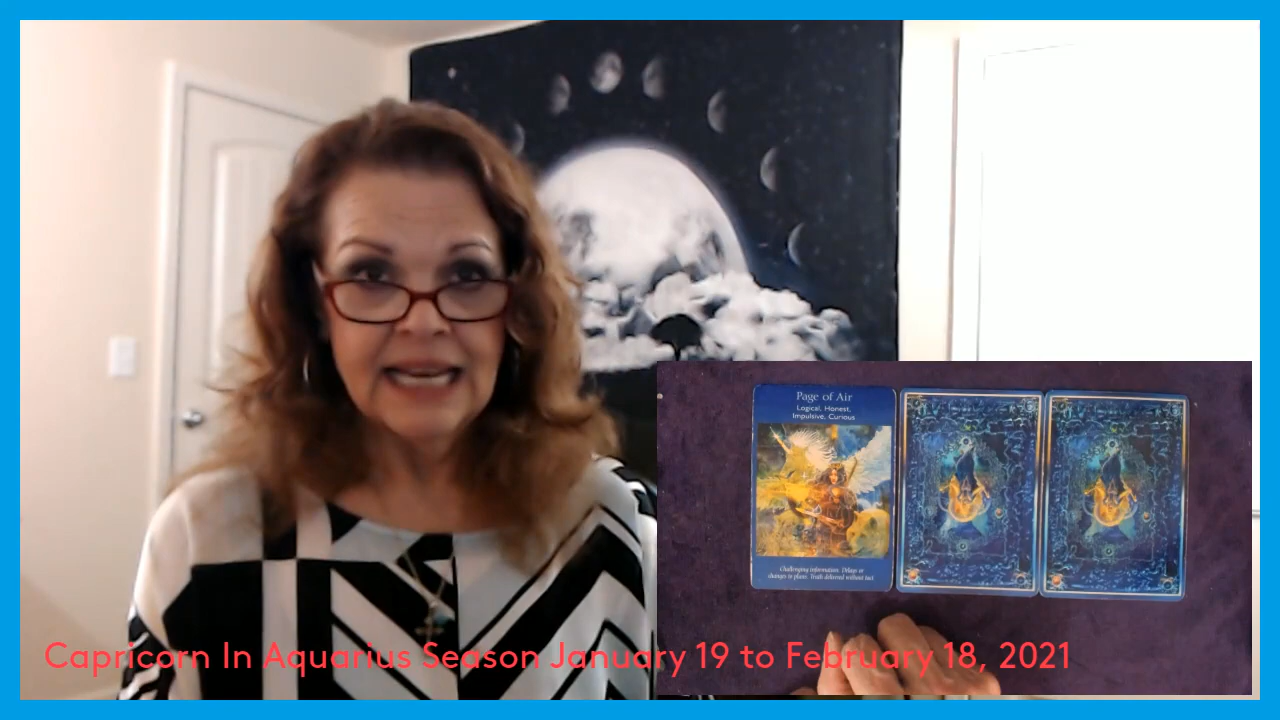 Page of Air
Logical, Honest,
Impulsive, Curious
Challenging information. Delays or
changes to plans. Truth delivered without tact
Capricorn In Aquarius Season January 19 to February 18, 2021